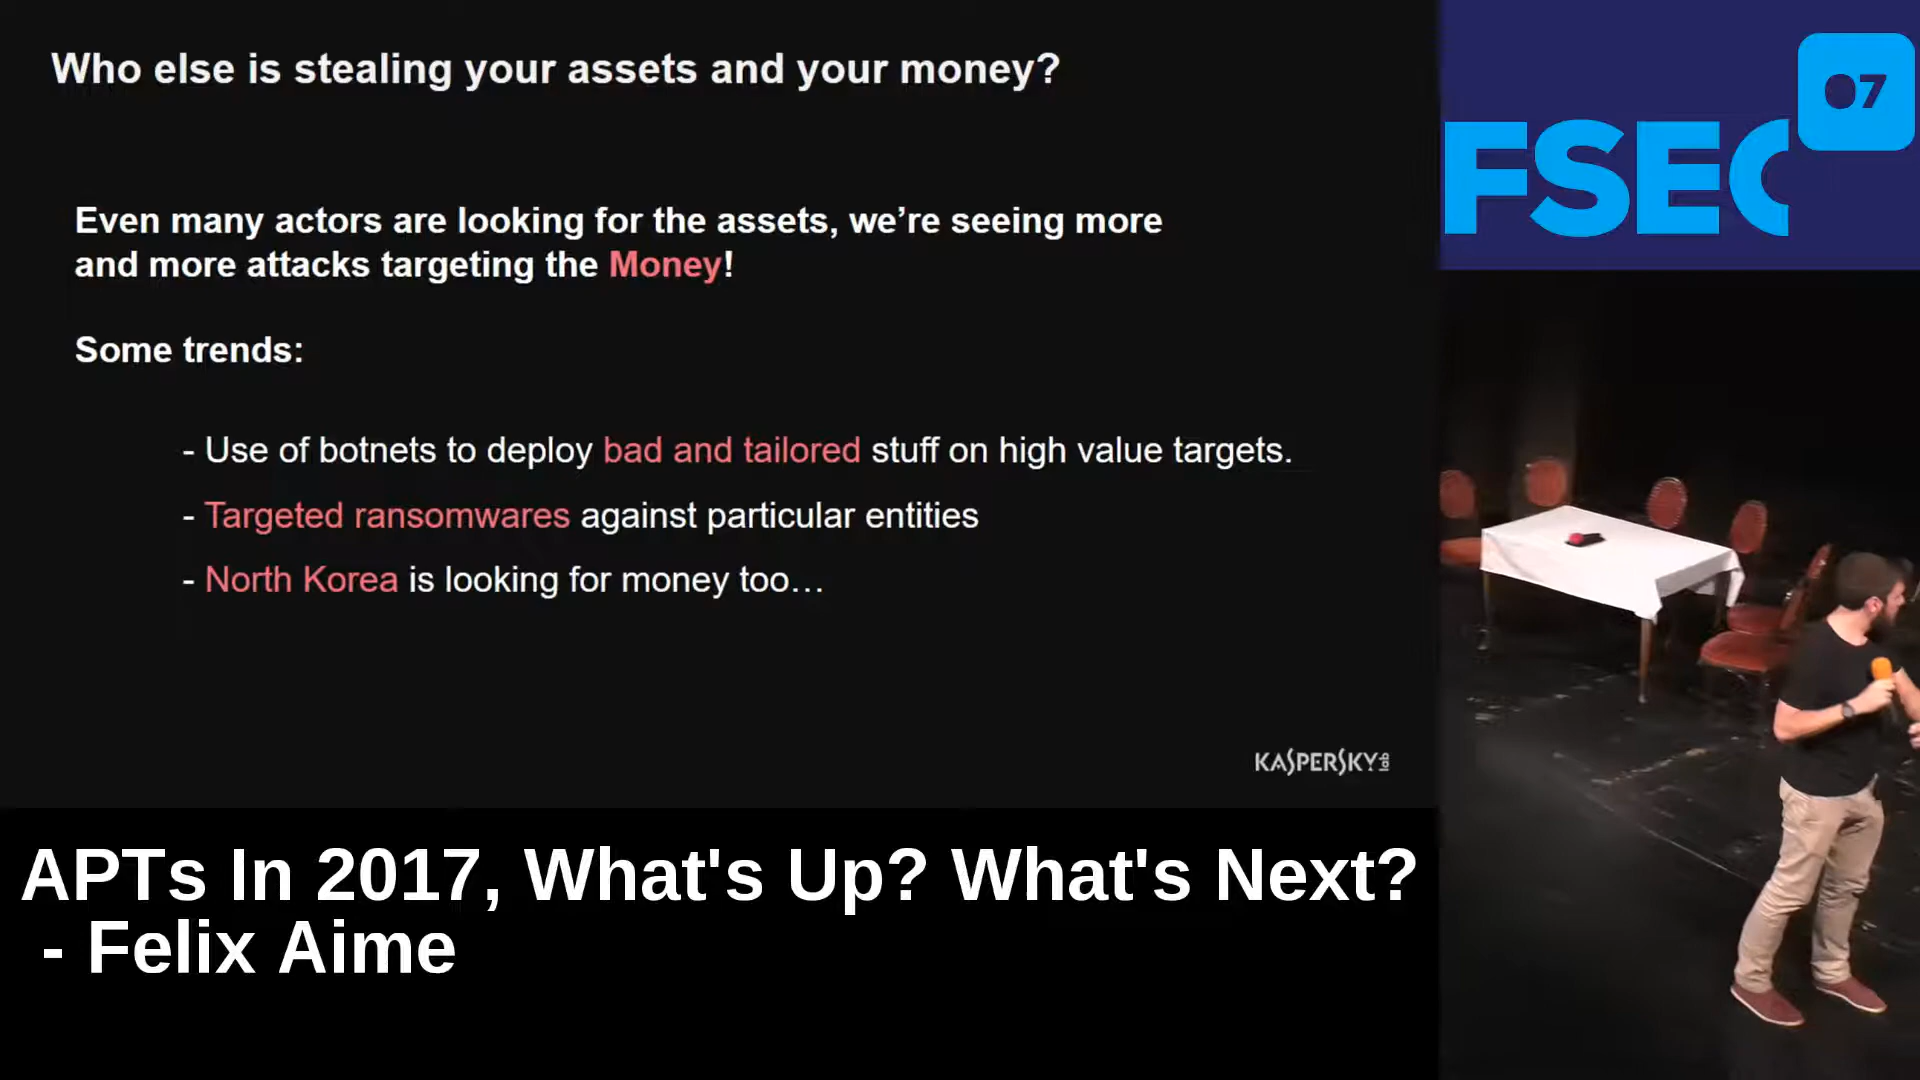 Who else is stealing your assets and your money?
Even many actors are looking for the assets, we’re seeing more
and more attacks targeting the Money!
Some trends:
- Use of botnets to deploy bad and tailored stuff on high value targets.
- Targeted ransomwares against particular entities
- North Korea is looking for money too…
KASPERSKY lab
APTs In 2017, What's Up? What's Next?
- Felix Aime
07
FSEC